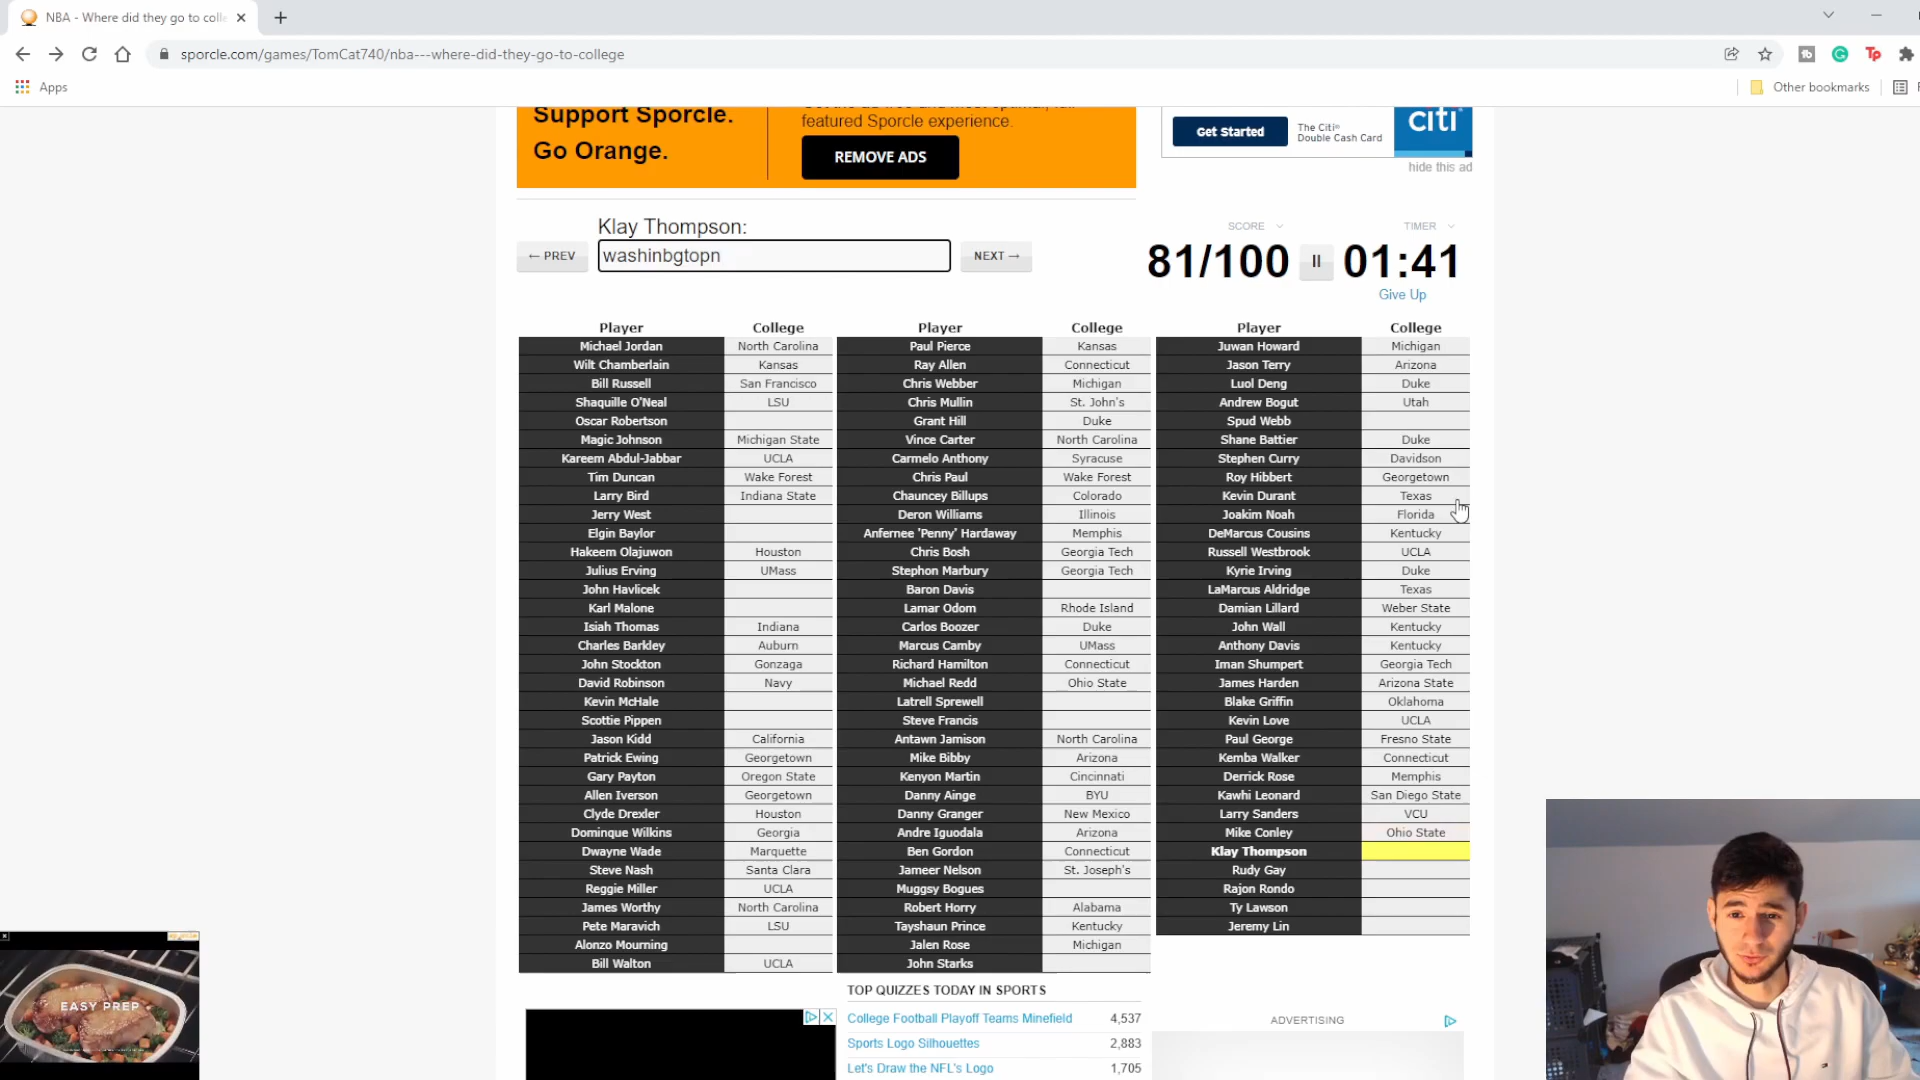 NBA - Where did they go to coll
sporcle.com/games/TomCat740/nba---where-did-they-go-to-college
Apps
Other bookmarks
Support Sporcle.
Go Orange.
featured Sporcle experience.
REMOVE ADS
Get Started
The Citi®
Double Cash Card
citi
hide this ad
Klay Thompson:
← PREV
washinbgtopn
NEXT →
SCORE
81/100
TIMER
01:41
Give Up
Player College Player College Player College
Michael Jordan North Carolina Paul Pierce Kansas Juwan Howard Michigan
Wilt Chamberlain Kansas Ray Allen Connecticut Jason Terry Arizona
Bill Russell San Francisco Chris Webber Michigan Luol Deng Duke
Shaquille O'Neal LSU Chris Mullin St. John's Andrew Bogut Utah
Oscar Robertson Grant Hill Duke Spud Webb
Magic Johnson Michigan State Vince Carter North Carolina Shane Battier Duke
Kareem Abdul-Jabbar UCLA Carmelo Anthony Syracuse Stephen Curry Davidson
Tim Duncan Wake Forest Chris Paul Wake Forest Roy Hibbert Georgetown
Larry Bird Indiana State Chauncey Billups Colorado Kevin Durant Texas
Jerry West Deron Williams Illinois Joakim Noah Florida
Elgin Baylor Anfernee 'Penny' Hardaway Memphis DeMarcus Cousins Kentucky
Hakeem Olajuwon Houston Chris Bosh Georgia Tech Russell Westbrook UCLA
Julius Erving UMass Stephon Marbury Georgia Tech Kyrie Irving Duke
John Havlicek Baron Davis LaMarcus Aldridge Texas
Karl Malone Lamar Odom Rhode Island Damian Lillard Weber State
Isiah Thomas Indiana Carlos Boozer Duke John Wall Kentucky
Charles Barkley Auburn Marcus Camby UMass Anthony Davis Kentucky
John Stockton Gonzaga Richard Hamilton Connecticut Iman Shumpert Georgia Tech
David Robinson Navy Michael Redd Ohio State James Harden Arizona State
Kevin McHale Latrell Sprewell Blake Griffin Oklahoma
Scottie Pippen Steve Francis Kevin Love UCLA
Jason Kidd California Antawn Jamison North Carolina Paul George Fresno State
Patrick Ewing Georgetown Mike Bibby Arizona Kemba Walker Connecticut
Gary Payton Oregon State Kenyon Martin Cincinnati Derrick Rose Memphis
Allen Iverson Georgetown Danny Ainge BYU Kawhi Leonard San Diego State
Clyde Drexler Houston Danny Granger New Mexico Larry Sanders VCU
Dominque Wilkins Georgia Andre Iguodala Arizona Mike Conley Ohio State
Dwayne Wade Marquette Ben Gordon Connecticut Klay Thompson
Steve Nash Santa Clara Jameer Nelson St. Joseph's Rudy Gay
Reggie Miller UCLA Muggsy Bogues Rajon Rondo
James Worthy North Carolina Robert Horry Alabama Ty Lawson
Pete Maravich LSU Tayshaun Prince Kentucky Jeremy Lin
Alonzo Mourning Jalen Rose Michigan
Bill Walton UCLA John Starks
EASY PREP
TOP QUIZZES TODAY IN SPORTS
College Football Playoff Teams Minefield 4,537
Sports Logo Silhouettes 2,883
Let's Draw the NFL's Logo 1,705
ADVERTISING